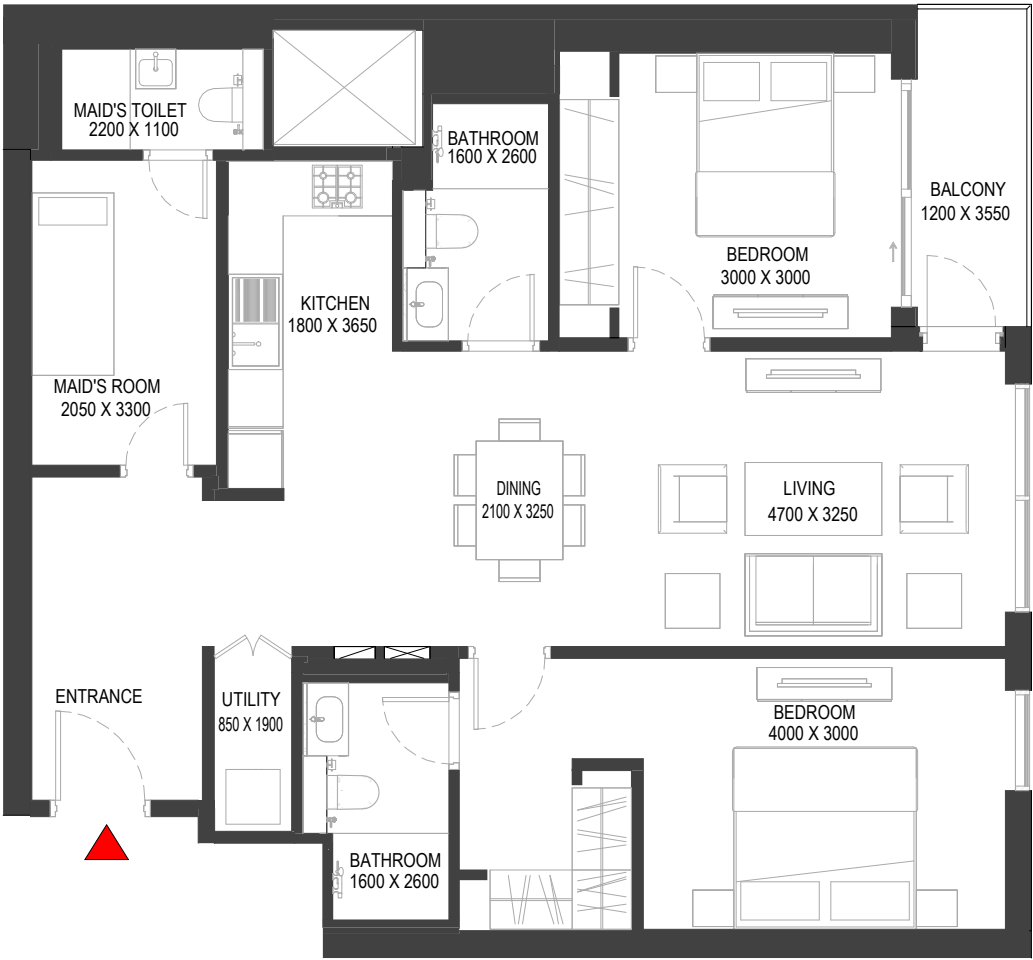 MAID'S TOILET
2200 X 1100
BATHROOM
1600 X 2600
BEDROOM
3000 X 3000
BALCONY
1200 X 3550
KITCHEN
1800 X 3650
MAID'S ROOM
2050 X 3300
DINING
2100 X 3250
LIVING
4700 X 3250
ENTRANCE
UTILITY
850 X 1900
BEDROOM
4000 X 3000
BATHROOM
1600 X 2600